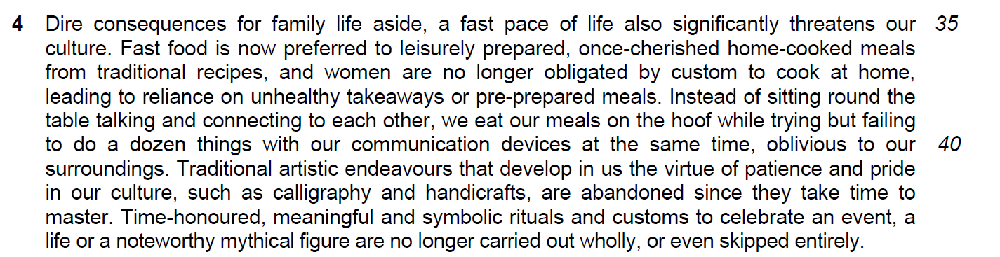 4 Dire consequences for family life aside, a fast pace of life also significantly threatens our 35
culture. Fast food is now preferred to leisurely prepared, once-cherished home-cooked meals
from traditional recipes, and women are no longer obligated by custom to cook at home,
leading to reliance on unhealthy takeaways or pre-prepared meals. Instead of sitting round the
table talking and connecting to each other, we eat our meals on the hoof while trying but failing
to do a dozen things with our communication devices at the same time, oblivious to our 40
surroundings. Traditional artistic endeavours that develop in us the virtue of patience and pride
in our culture, such as calligraphy and handicrafts, are abandoned since they take time to
master. Time-honoured, meaningful and symbolic rituals and customs to celebrate an event, a
life or a noteworthy mythical figure are no longer carried out wholly, or even skipped entirely.